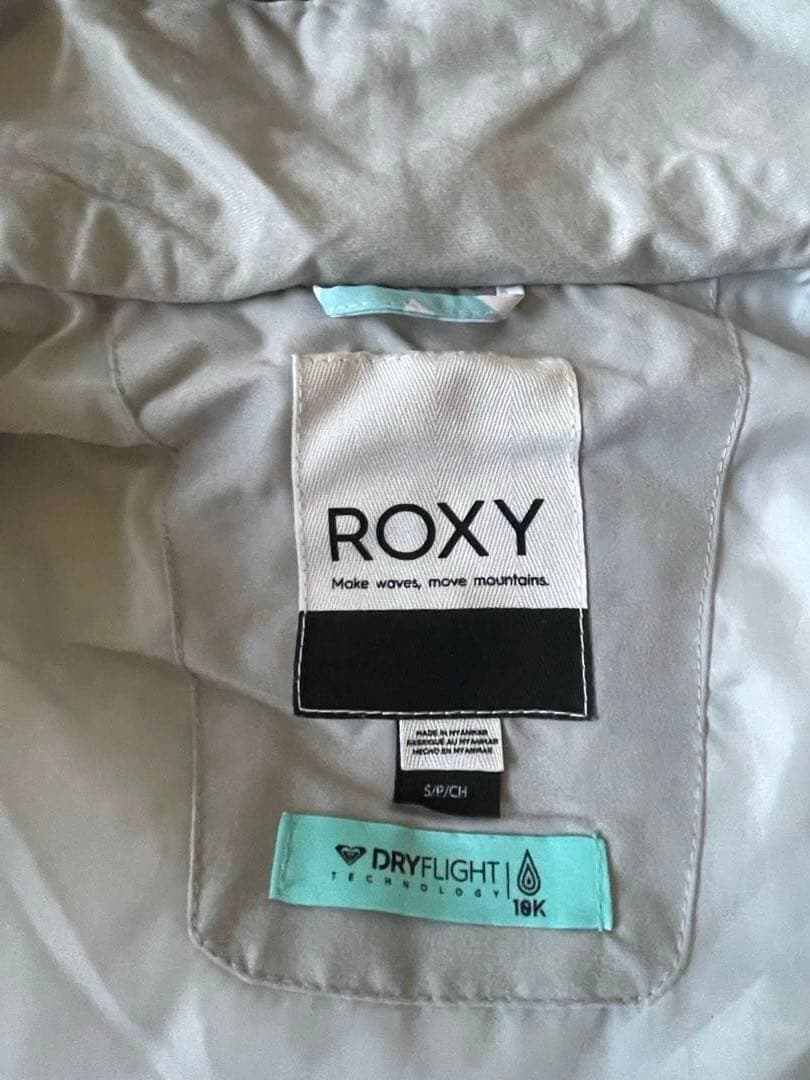 ROXY
Make waves, move mountains.
MADE IN MYANMAR
FABRIQUÉ AU MYANMAR
HECHO EN MYANMAR
S/P/CH
DRYFLIGHT
TECHNOLOGY
10K